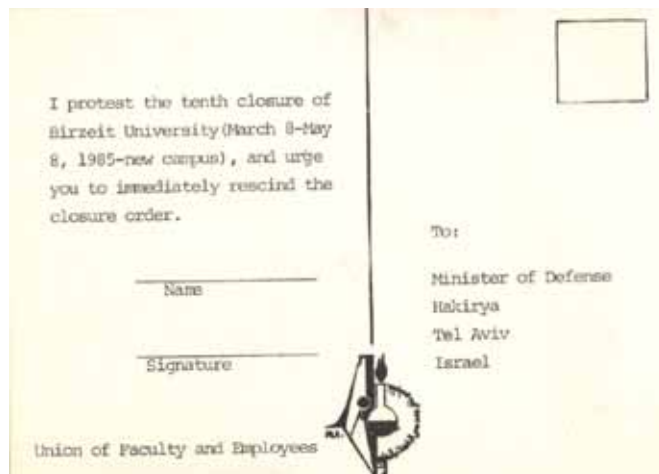 I protest the tenth closure of
Birzeit University(March 8-May
8, 1985-new campus), and urge
you to immediately rescind the
closure order.
Name
Signature
Union of Faculty and Employees
To:
Minister of Defense
Hakirya
Tel Aviv
Israel